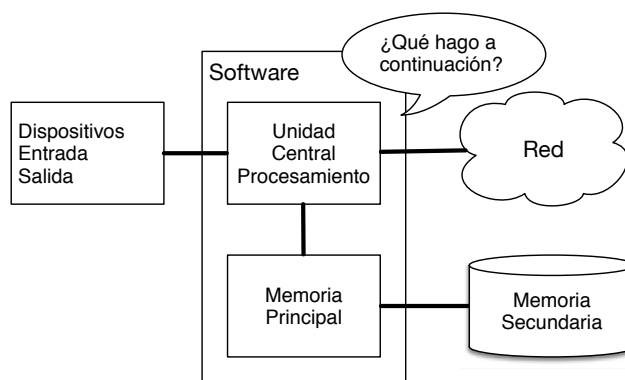 ¿Qué hago a
continuación?
Software
Dispositivos
Entrada
Salida
Unidad
Central
Procesamiento
Red
Memoria
Principal
Memoria
Secundaria